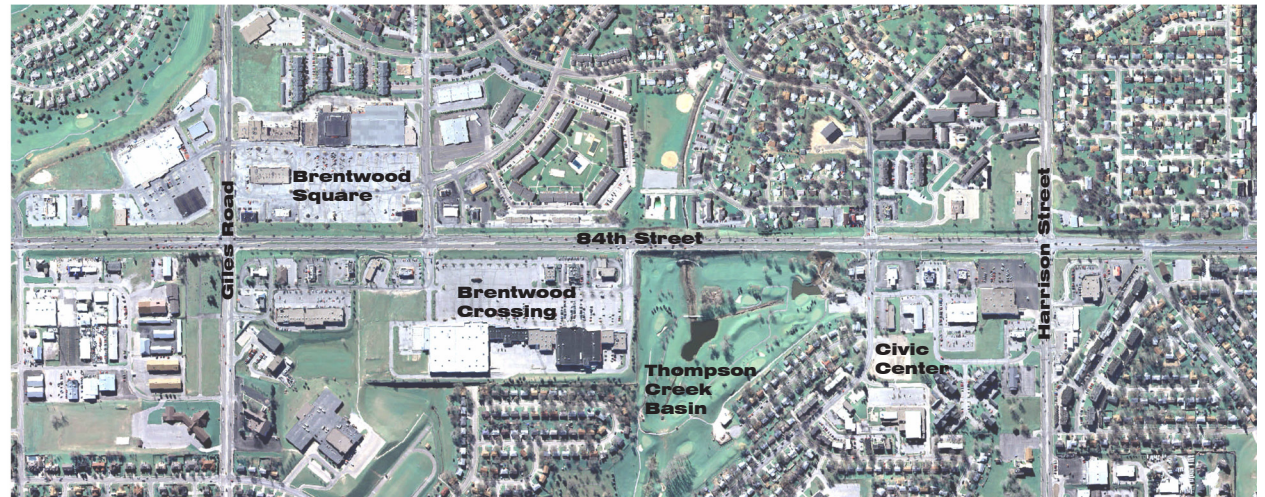 Giles Road
Brentwood
Square
84th Street
Harrison Street
Brentwood
Crossing
Thompson
Creek
Basin
Civic
Center